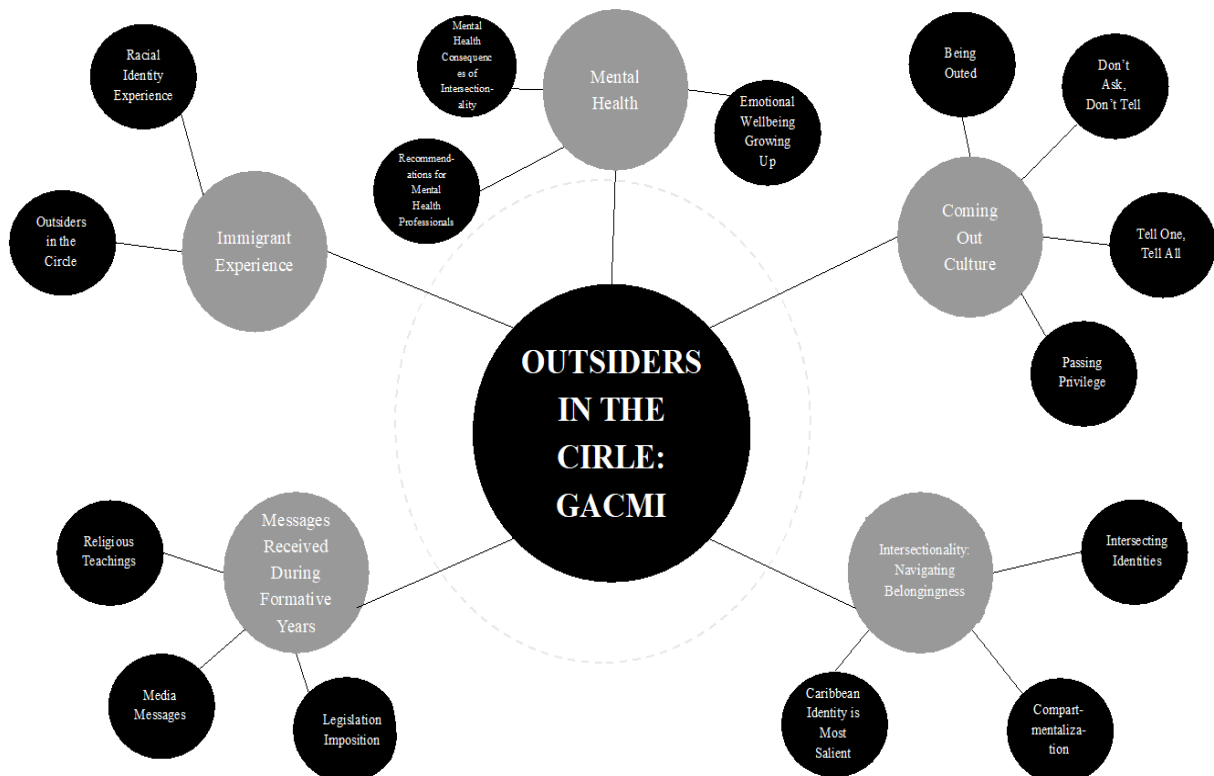 Racial
Identity
Experience
Outsiders
in the
Circle
Immigrant
Experience
Mental
Health
Consequenc
es of
Intersection-
ality
Mental
Health
Recommend-
ations for
Mental
Health
Professionals
Emotional
Wellbeing
Growing
Up
Being
Outed
Don't
Ask,
Don't Tell
Coming
Out
Culture
Tell One,
Tell All
Passing
Privilege
OUTSIDERS
IN THE
CIRLE:
GACMI
Messages
Received
During
Formative
Years
Religious
Teachings
Media
Messages
Legislation
Imposition
Intersectionality:
Navigating
Belongingness
Intersecting
Identities
Caribbean
Identity is
Most
Salient
Compart-
mentaliza-
tion